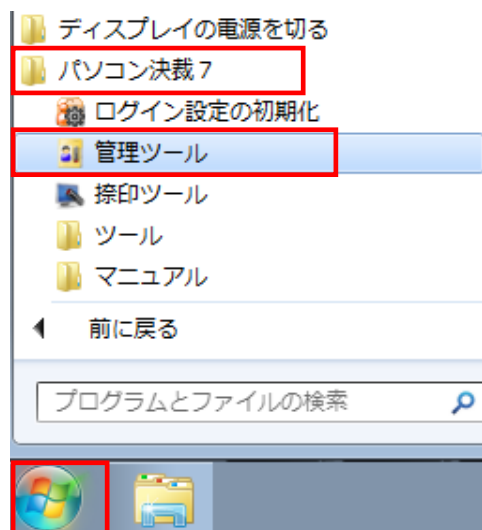 ディスプレイの電源を切る
パソコン決裁7
ログイン設定の初期化
管理ツール
捺印ツール
ツール
マニュアル
前に戻る
プログラムとファイルの検索